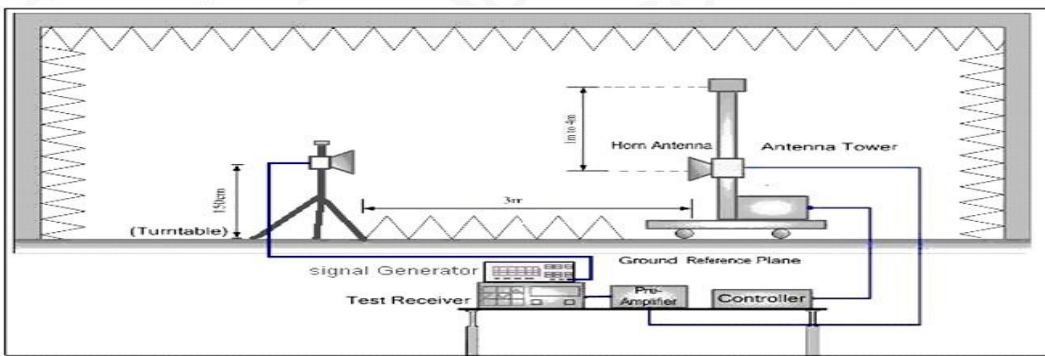 1m to 4m
Horn Antenna
Antenna Tower
150cm
3m
(Turntable)
Ground Reference Plane
signal Generator
Test Receiver
Pre-
Amplifier
Controller